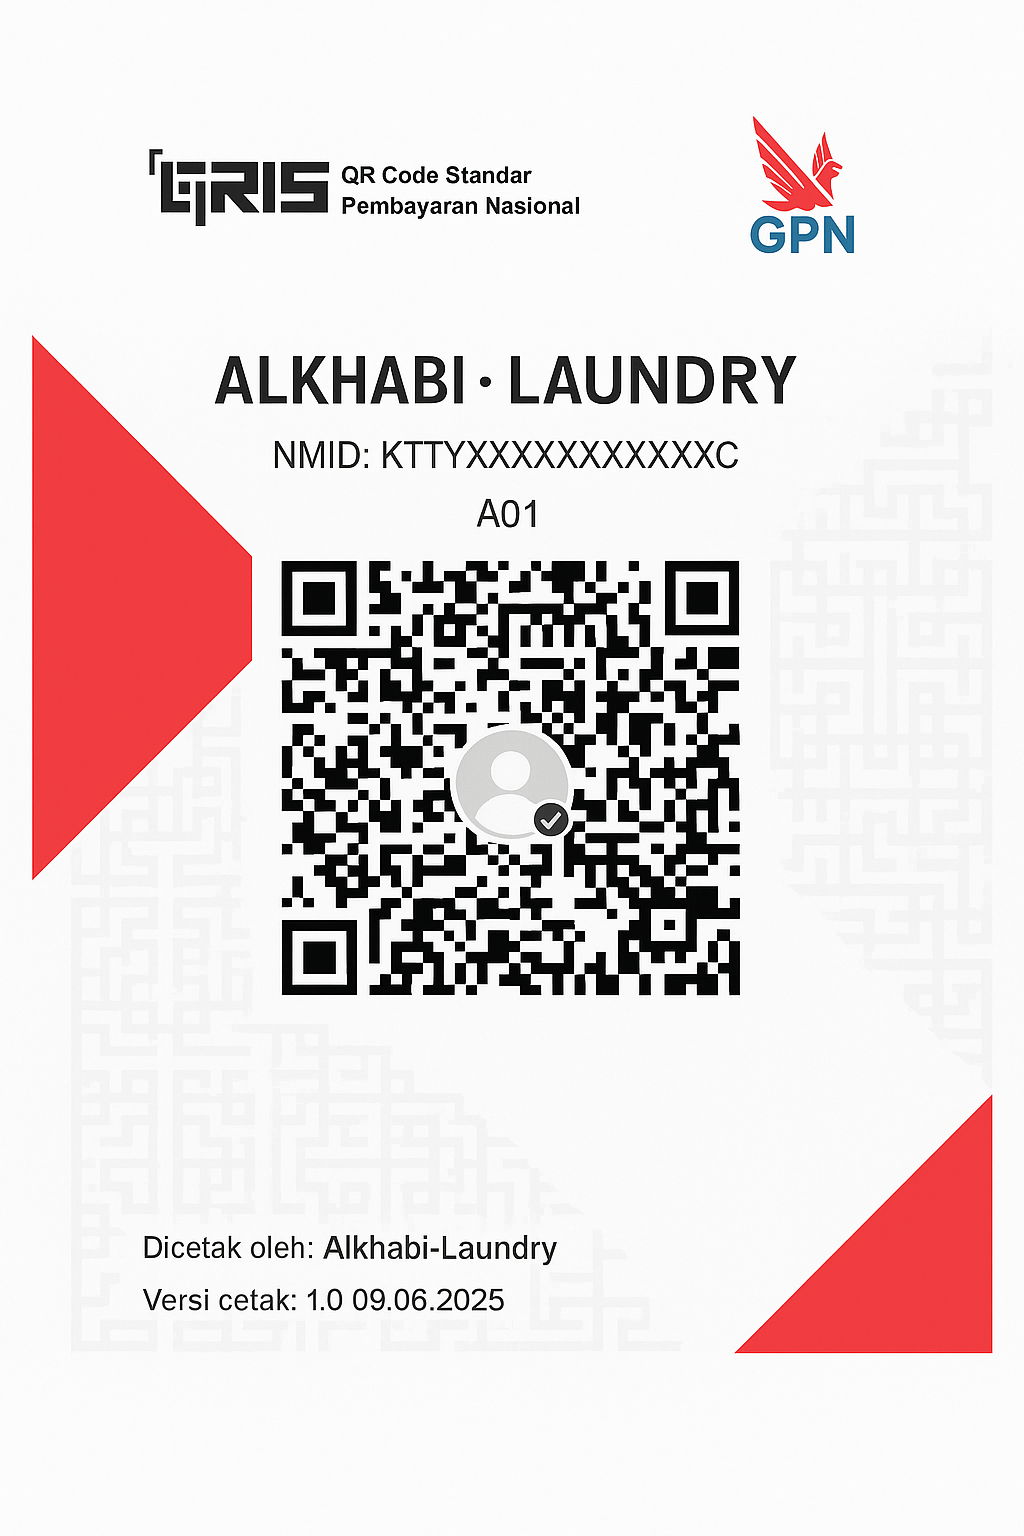 QRIS QR Code Standar
Pembayaran Nasional
GPN
ALKHABI · LAUNDRY
NMID: KTTYXXXXXXXXXXXXC
A01
Dicetak oleh: Alkhabi-Laundry
Versi cetak: 1.0 09.06.2025